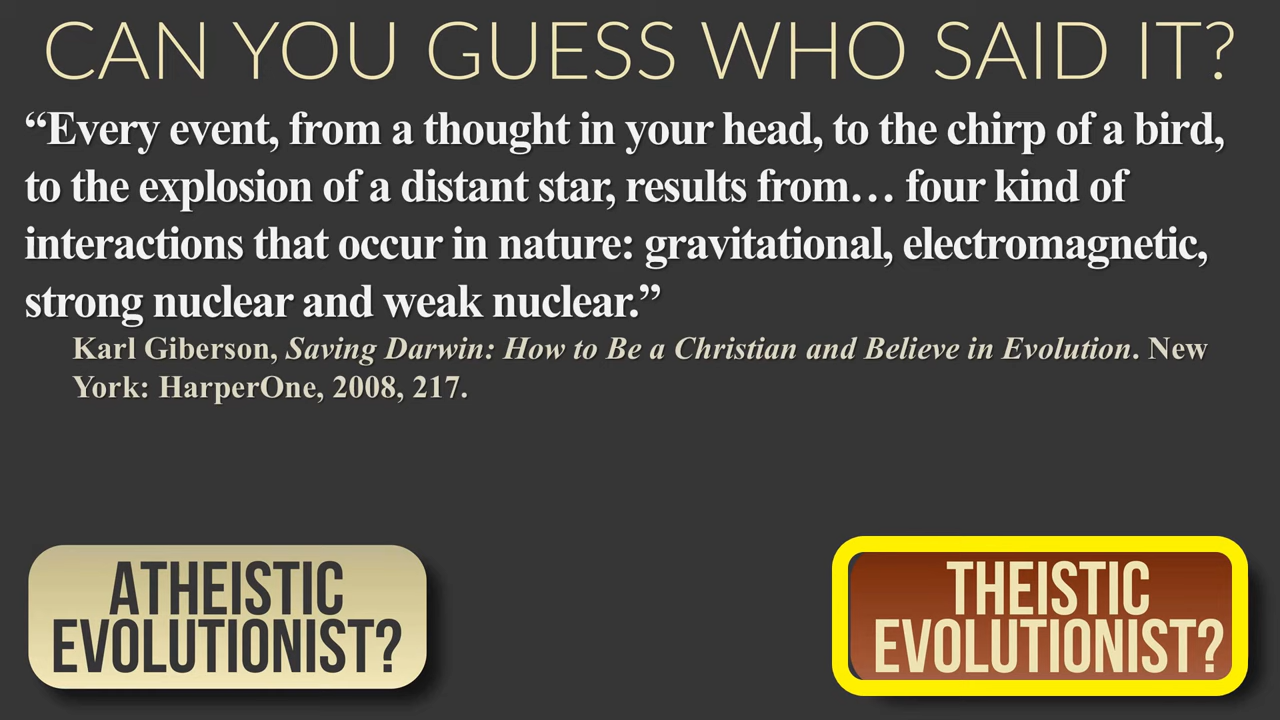 CAN YOU GUESS WHO SAID IT?
“Every event, from a thought in your head, to the chirp of a bird,
to the explosion of a distant star, results from… four kind of
interactions that occur in nature: gravitational, electromagnetic,
strong nuclear and weak nuclear.”
Karl Giberson, Saving Darwin: How to Be a Christian and Believe in Evolution. New
York: HarperOne, 2008, 217.
ATHEISTIC
EVOLUTIONIST?
THEISTIC
EVOLUTIONIST?